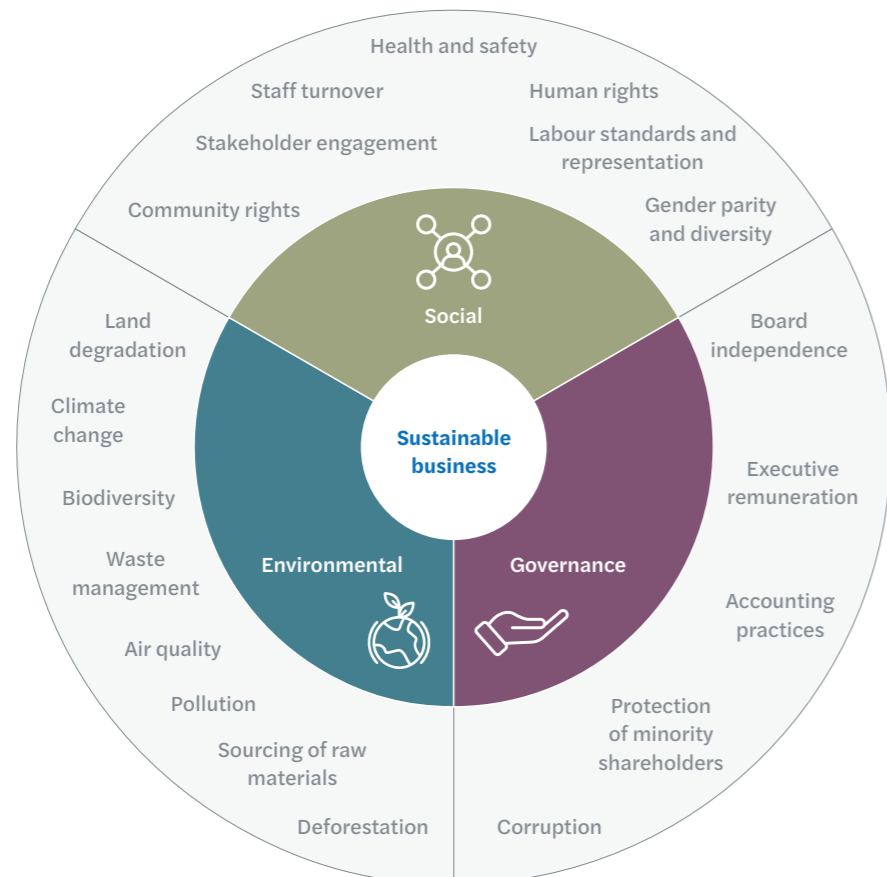 Health and safety
Staff turnover
Human rights
Stakeholder engagement
Labour standards and
representation
Community rights
Gender parity
and diversity
Social
Land
degradation
Climate
change
Biodiversity
Waste
management
Air quality
Pollution
Sourcing of raw
materials
Deforestation
Sustainable
business
Environmental
Governance
Board
independence
Executive
remuneration
Accounting
practices
Protection
of minority
shareholders
Corruption